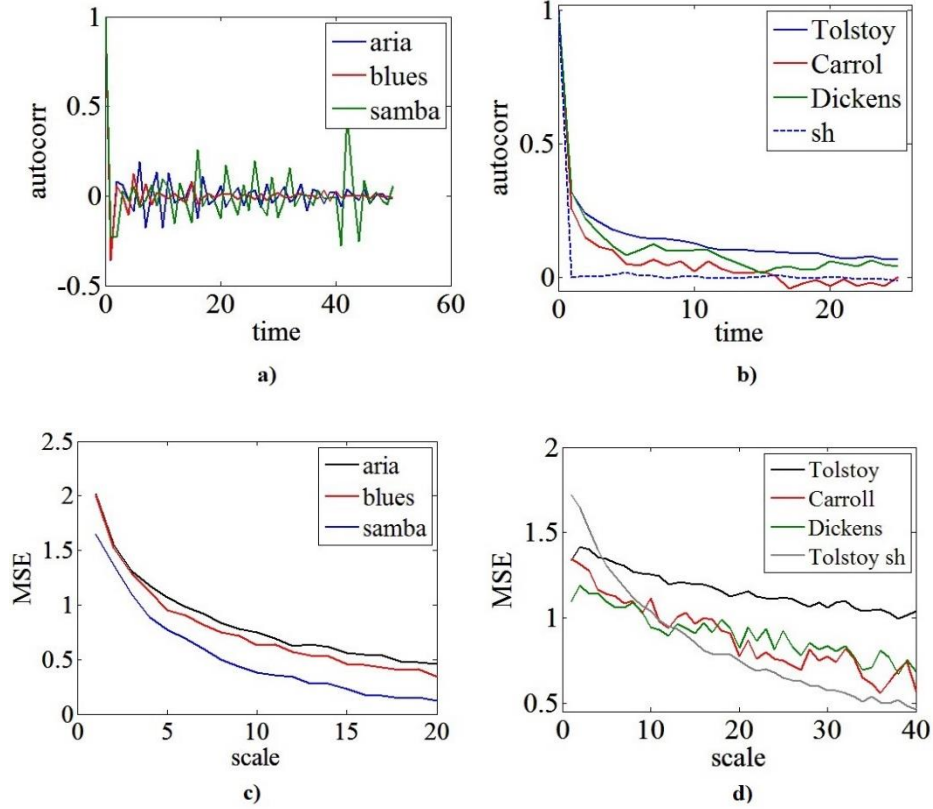 1
0.5
0
-0.5
autocorr
aria
blues
samba
0 20 40 60
time
a)
1
0.5
0
autocorr
Tolstoy
Carrol
Dickens
sh
0 10 20
time
b)
2.5
2
1.5
1
0.5
0
MSE
aria
blues
samba
0 5 10 15 20
scale
c)
2
1.5
1
0.5
MSE
Tolstoy
Carroll
Dickens
Tolstoy sh
0 10 20 30 40
scale
d)